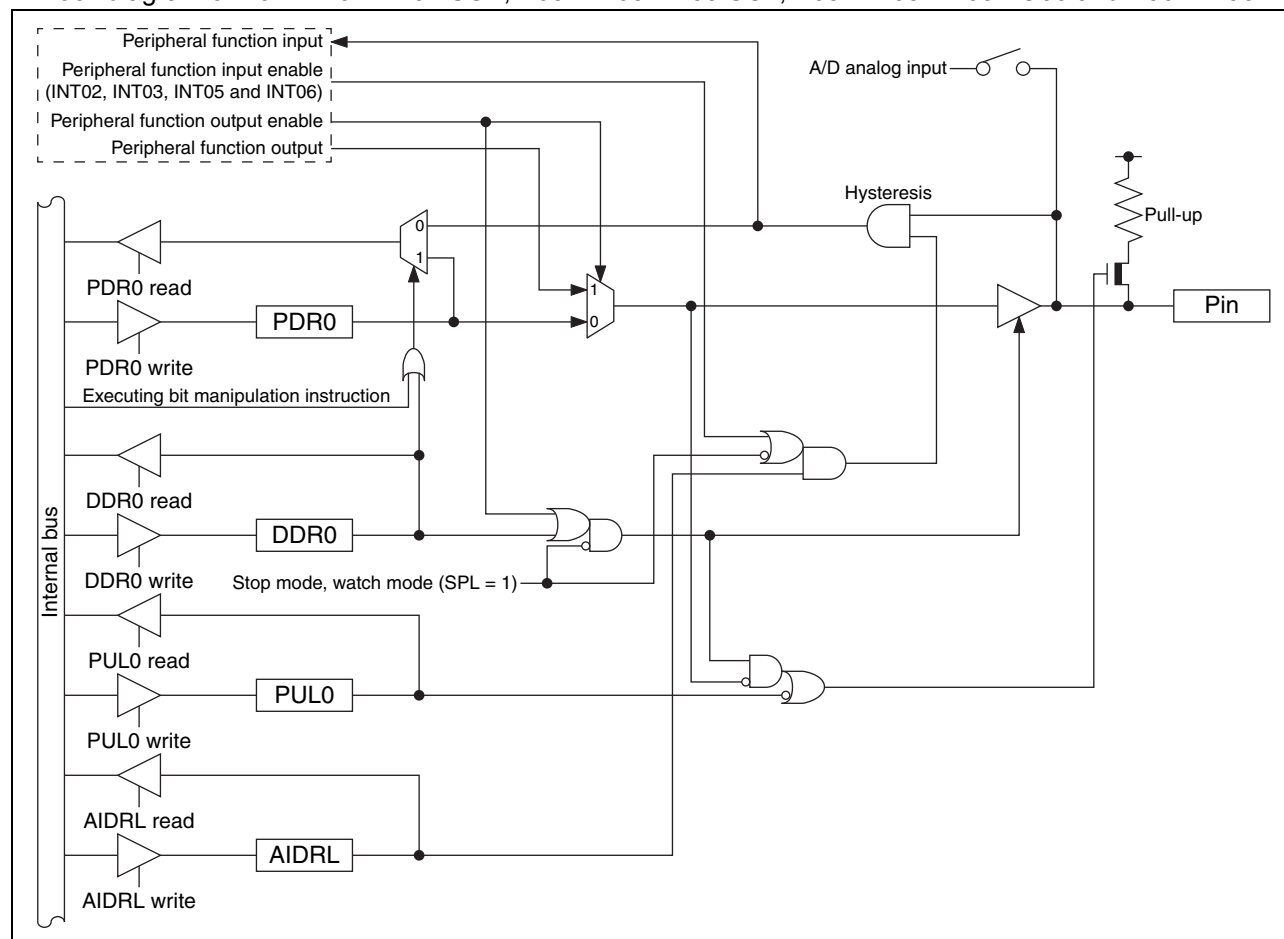 Peripheral function input
Peripheral function input enable
(INT02, INT03, INT05 and INT06)
Peripheral function output enable
Peripheral function output
A/D analog input
Hysteresis
Pull-up
0
1
PDR0 read
1
0
PDR0
Pin
PDR0 write
Executing bit manipulation instruction
DDR0 read
DDR0
DDR0 write
Stop mode, watch mode (SPL = 1)
Internal bus
PUL0 read
PUL0
PUL0 write
AIDRL read
AIDRL
AIDRL write